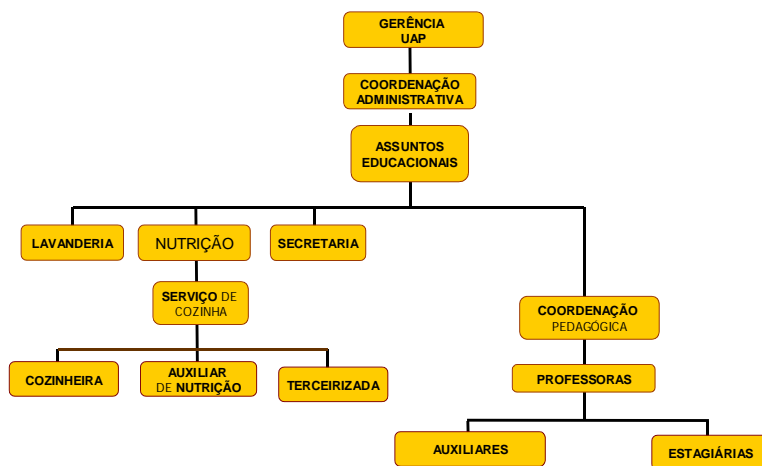 GERÊNCIA
UAP
COORDENAÇÃO
ADMINISTRATIVA
ASSUNTOS
EDUCACIONAIS
LAVANDERIA
NUTRIÇÃO
SECRETARIA
SERVIÇO DE
COZINHA
COORDENAÇÃO
PEDAGÓGICA
COZINHEIRA
AUXILIAR
DE NUTRIÇÃO
TERCEIRIZADA
PROFESSORAS
AUXILIARES
ESTAGIÁRIAS